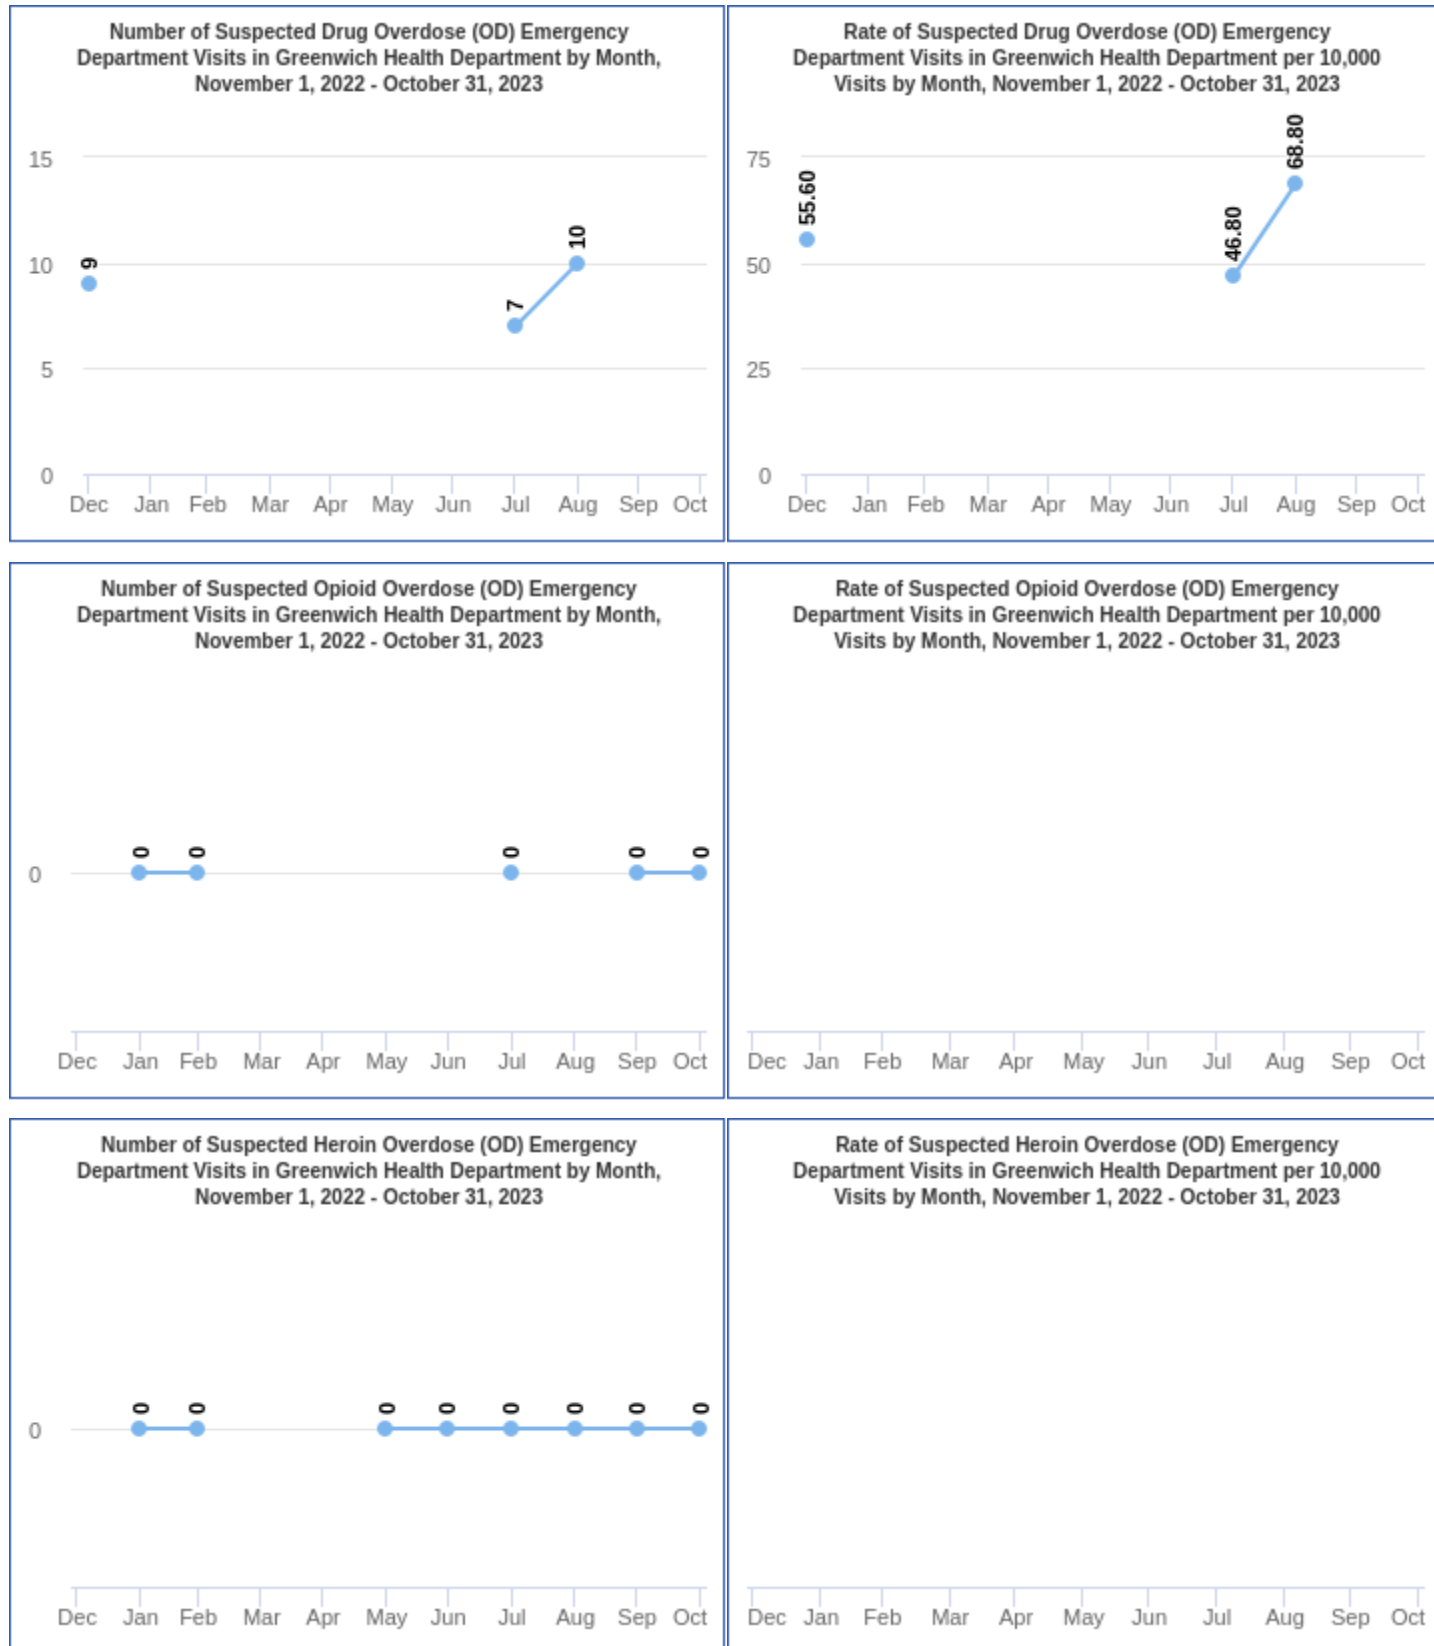 Number of Suspected Drug Overdose (OD) Emergency
Department Visits in Greenwich Health Department by Month,
November 1, 2022 - October 31, 2023
15
10
5
0
9
7
10
Dec Jan Feb Mar Apr May Jun Jul Aug Sep Oct
Rate of Suspected Drug Overdose (OD) Emergency
Department Visits in Greenwich Health Department per 10,000
Visits by Month, November 1, 2022 - October 31, 2023
75
50
25
0
55.60
46.80
68.80
Dec Jan Feb Mar Apr May Jun Jul Aug Sep Oct
Number of Suspected Opioid Overdose (OD) Emergency
Department Visits in Greenwich Health Department by Month,
November 1, 2022 - October 31, 2023
0 0 0 0 0
0
Dec Jan Feb Mar Apr May Jun Jul Aug Sep Oct
Rate of Suspected Opioid Overdose (OD) Emergency
Department Visits in Greenwich Health Department per 10,000
Visits by Month, November 1, 2022 - October 31, 2023
Dec Jan Feb Mar Apr May Jun Jul Aug Sep Oct
Number of Suspected Heroin Overdose (OD) Emergency
Department Visits in Greenwich Health Department by Month,
November 1, 2022 - October 31, 2023
0 0 0 0 0 0 0 0
0
Dec Jan Feb Mar Apr May Jun Jul Aug Sep Oct
Rate of Suspected Heroin Overdose (OD) Emergency
Department Visits in Greenwich Health Department per 10,000
Visits by Month, November 1, 2022 - October 31, 2023
Dec Jan Feb Mar Apr May Jun Jul Aug Sep Oct